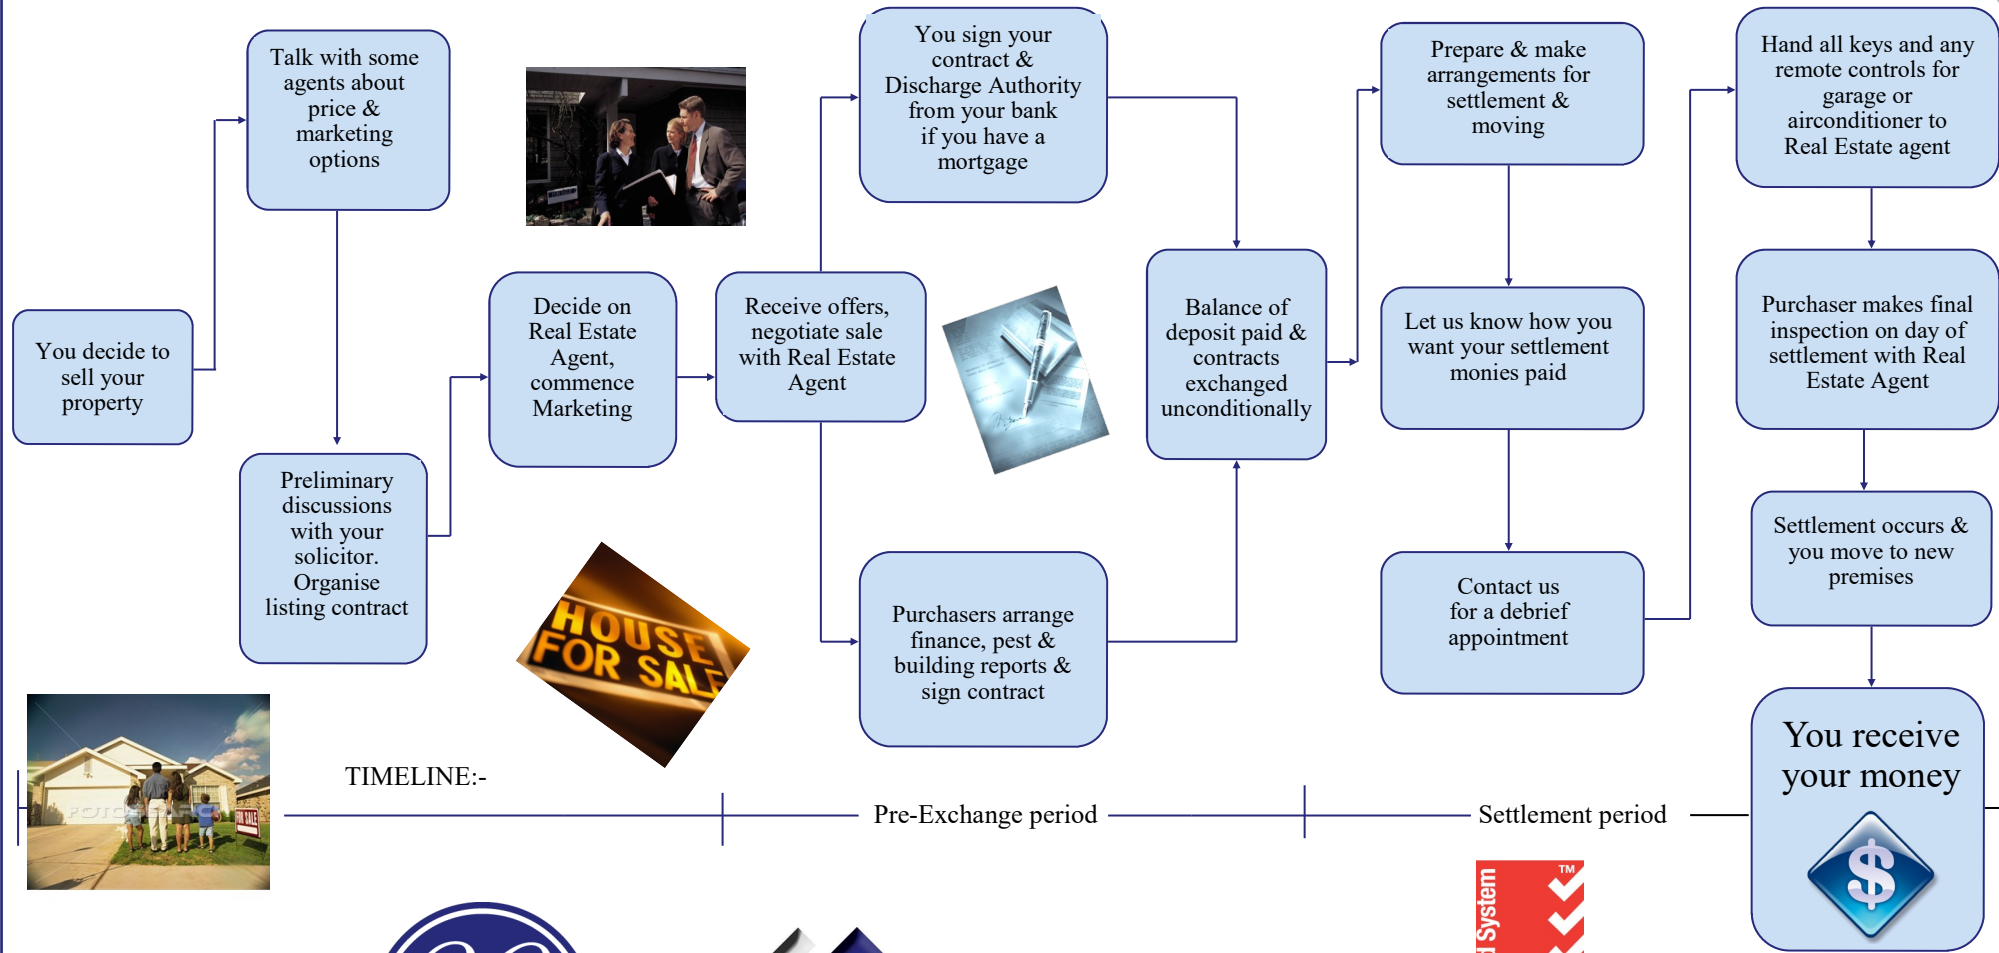 You decide to
sell your
property
Talk with some
agents about
price &
marketing
options
Preliminary
discussions
with your
solicitor.
Organise
listing contract
Decide on
Real Estate
Agent,
commence
Marketing
Receive offers,
negotiate sale
with Real Estate
Agent
You sign your
contract &
Discharge Authority
from your bank
if you have a
mortgage
Purchasers arrange
finance, pest &
building reports &
sign contract
Balance of
deposit paid &
contracts
exchanged
unconditionally
Prepare & make
arrangements for
settlement &
moving
Let us know how you
want your settlement
monies paid
Contact us
for a debrief
appointment
Hand all keys and any
remote controls for
garage or
airconditioner to
Real Estate agent
Purchaser makes final
inspection on day of
settlement with Real
Estate Agent
Settlement occurs &
you move to new
premises
You receive
your money
$
HOUSE
FOR SALE
FOR SALE
TIMELINE:-
Pre-Exchange period
Settlement period
System
TM